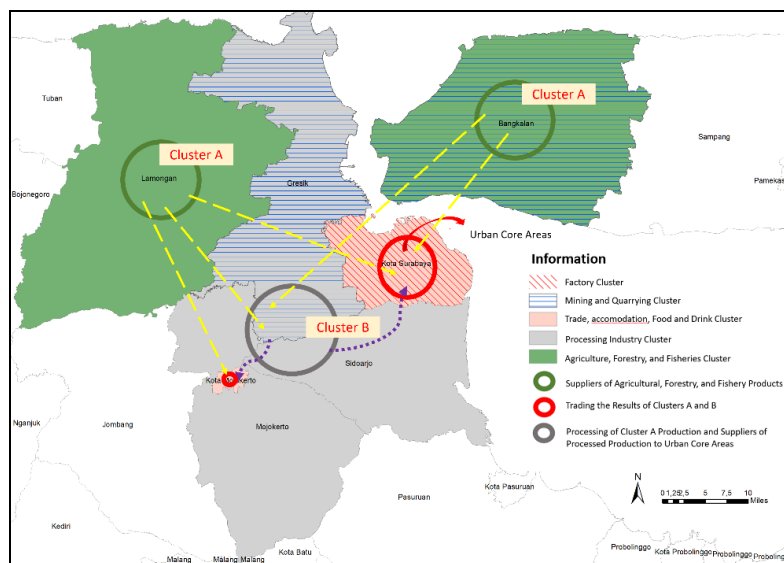 Tuban
Cluster A
Bangkalan
Sampang
Pamekas
Cluster A
Lamongan
Gresik
Bojonegoro
Urban Core Areas
Kota Surabaya
Cluster B
Sidoarjo
Mojokerto
Nganjuk
Jombang
Pasuruan
Kota Pasuruan
Kediri
Malang
Malang Malang
Kota Batu
Probolinggo
Kota Probolinggo
Probolinggo
Information
Factory Cluster
Mining and Quarrying Cluster
Trade, accomodation, Food and Drink Cluster
Processing Industry Cluster
Agriculture, Forestry, and Fisheries Cluster
Suppliers of Agricultural, Forestry, and Fishery Products
Trading the Results of Clusters A and B
Processing of Cluster A Production and Suppliers of
Processed Production to Urban Core Areas
N
0 1,25 2,5 5 7,5 10
Miles